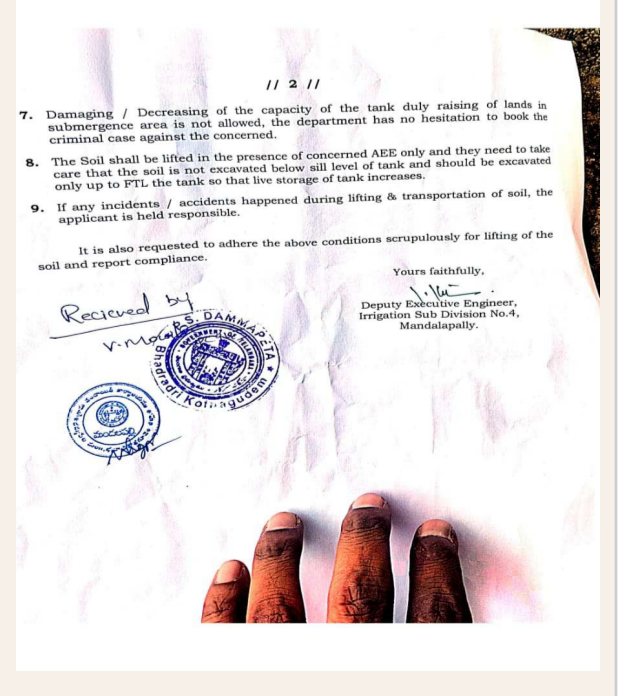 // 2 //
7. Damaging / Decreasing of the capacity of the tank duly raising of lands in
submergence area is not allowed, the department has no hesitation to book the
criminal case against the concerned.
8. The Soil shall be lifted in the presence of concerned AEE only and they need to take
care that the soil is not excavated below sill level of tank and should be excavated
only up to FTL the tank so that live storage of tank increases.
9. If any incidents / accidents happened during lifting & transportation of soil, the
applicant is held responsible.
It is also requested to adhere the above conditions scrupulously for lifting of the
soil and report compliance.
Yours faithfully,
Deputy Executive Engineer,
Irrigation Sub Division No.4,
Mandalapally.
Recieved by
P.S. DAMMAPETA
Bhadradri Kothagudem